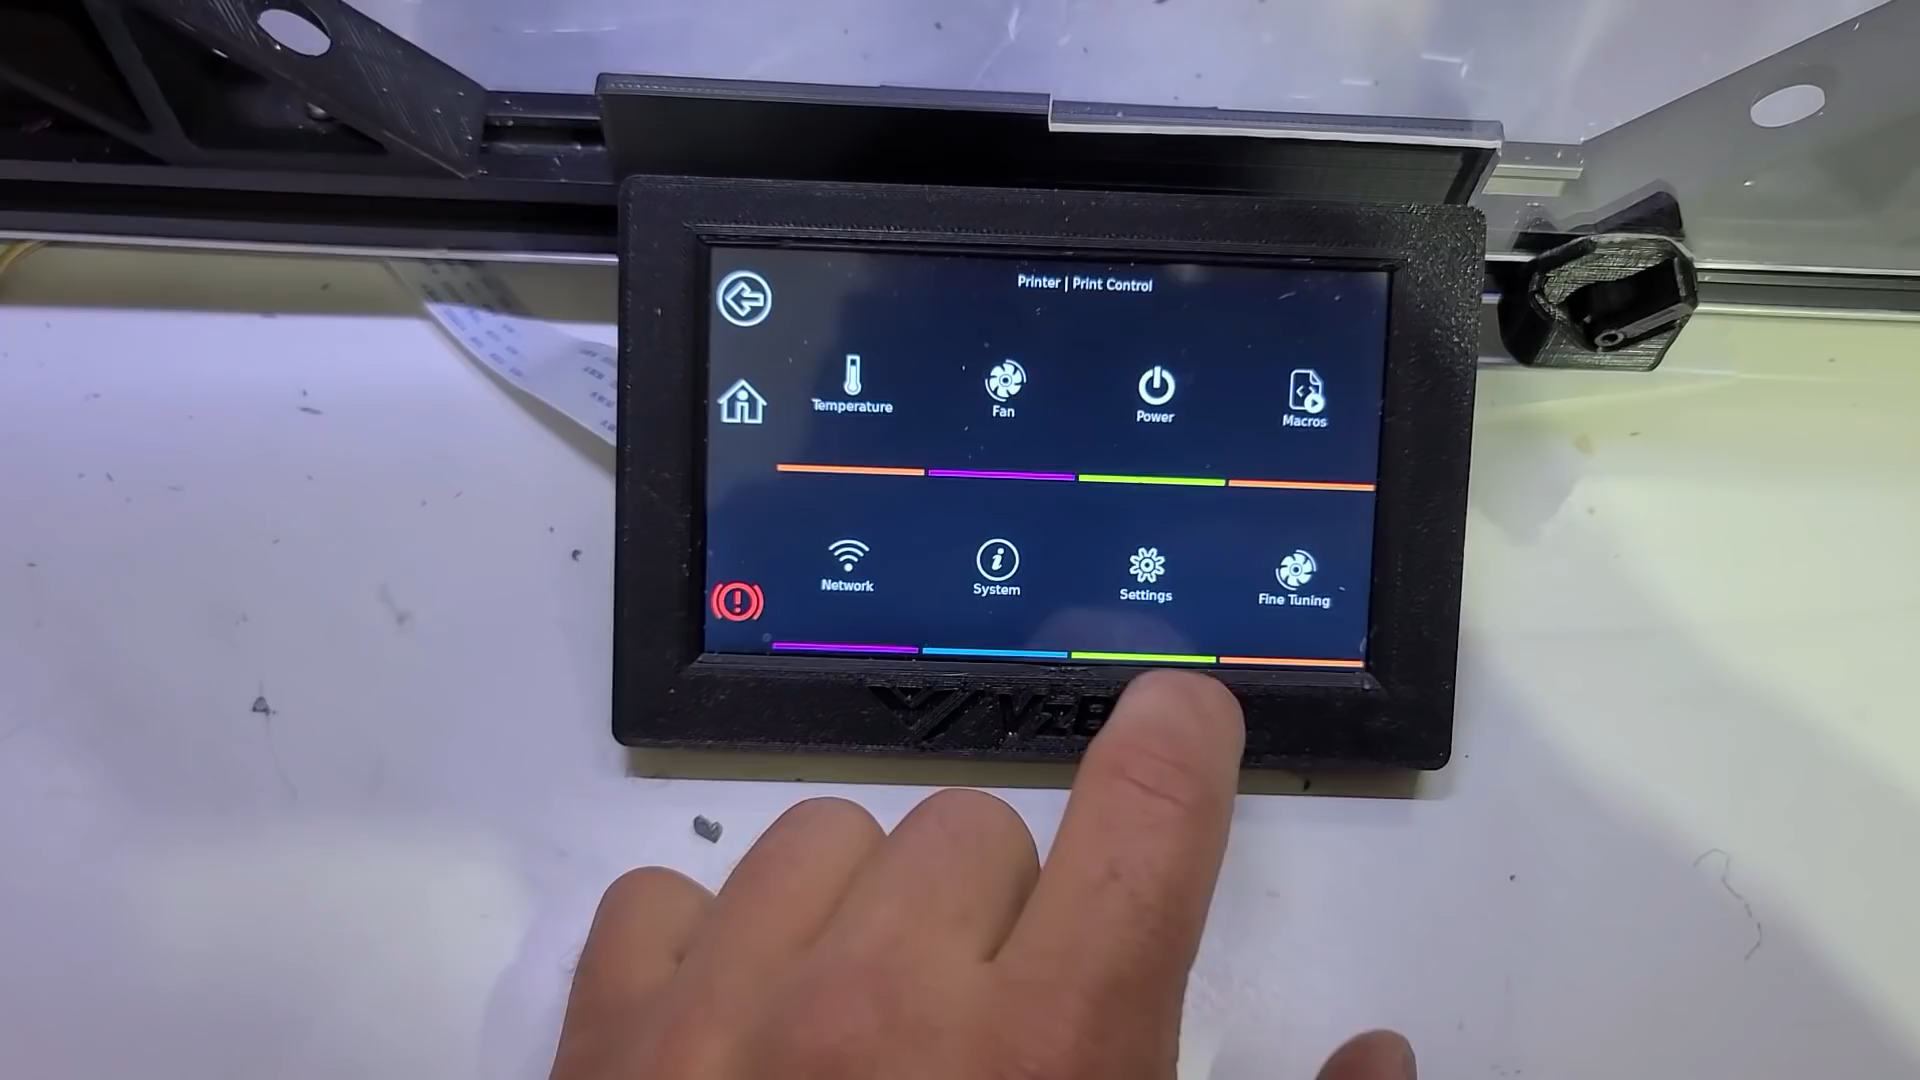 Printer | Print Control
Temperature
Fan
Power
Macros
Network
System
Settings
Fine Tuning